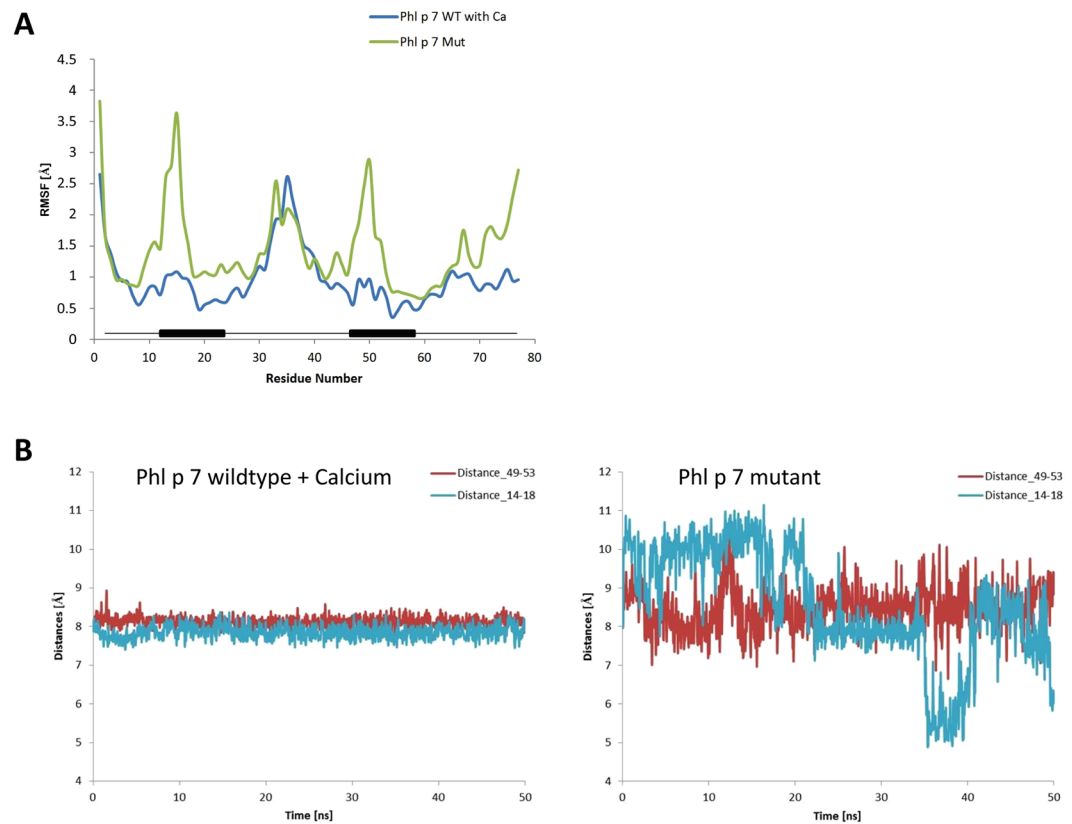 A
Phl p 7 WT with Ca
Phl p 7 Mut
4.5
4
3.5
3
2.5
2
1.5
1
0.5
0
RMSF [Å]
0 10 20 30 40 50 60 70 80
Residue Number
B
Phl p 7 wildtype + Calcium
Distance_49-53
Distance_14-18
12
11
10
9
8
7
6
5
4
Distances [Å]
0 10 20 30 40 50
Time [ns]
Phl p 7 mutant
Distance_49-53
Distance_14-18
12
11
10
9
8
7
6
5
4
Distances [Å]
0 10 20 30 40 50
Time [ns]